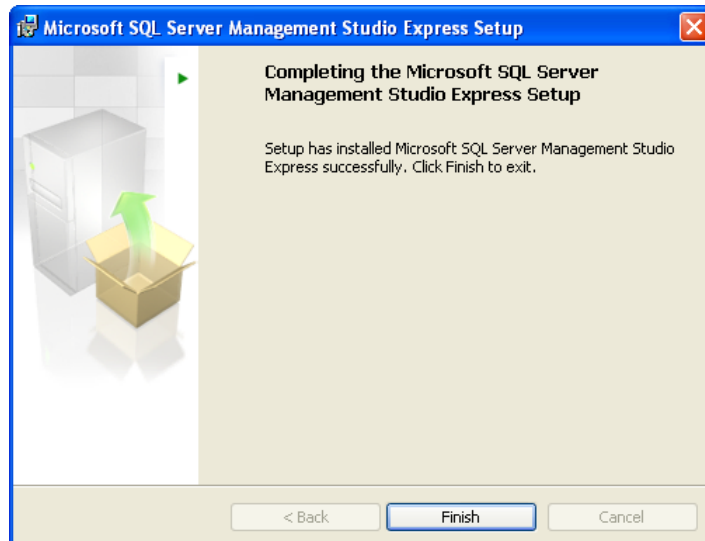 Microsoft SQL Server Management Studio Express Setup
Completing the Microsoft SQL Server
Management Studio Express Setup
Setup has installed Microsoft SQL Server Management Studio
Express successfully. Click Finish to exit.
< Back
Finish
Cancel